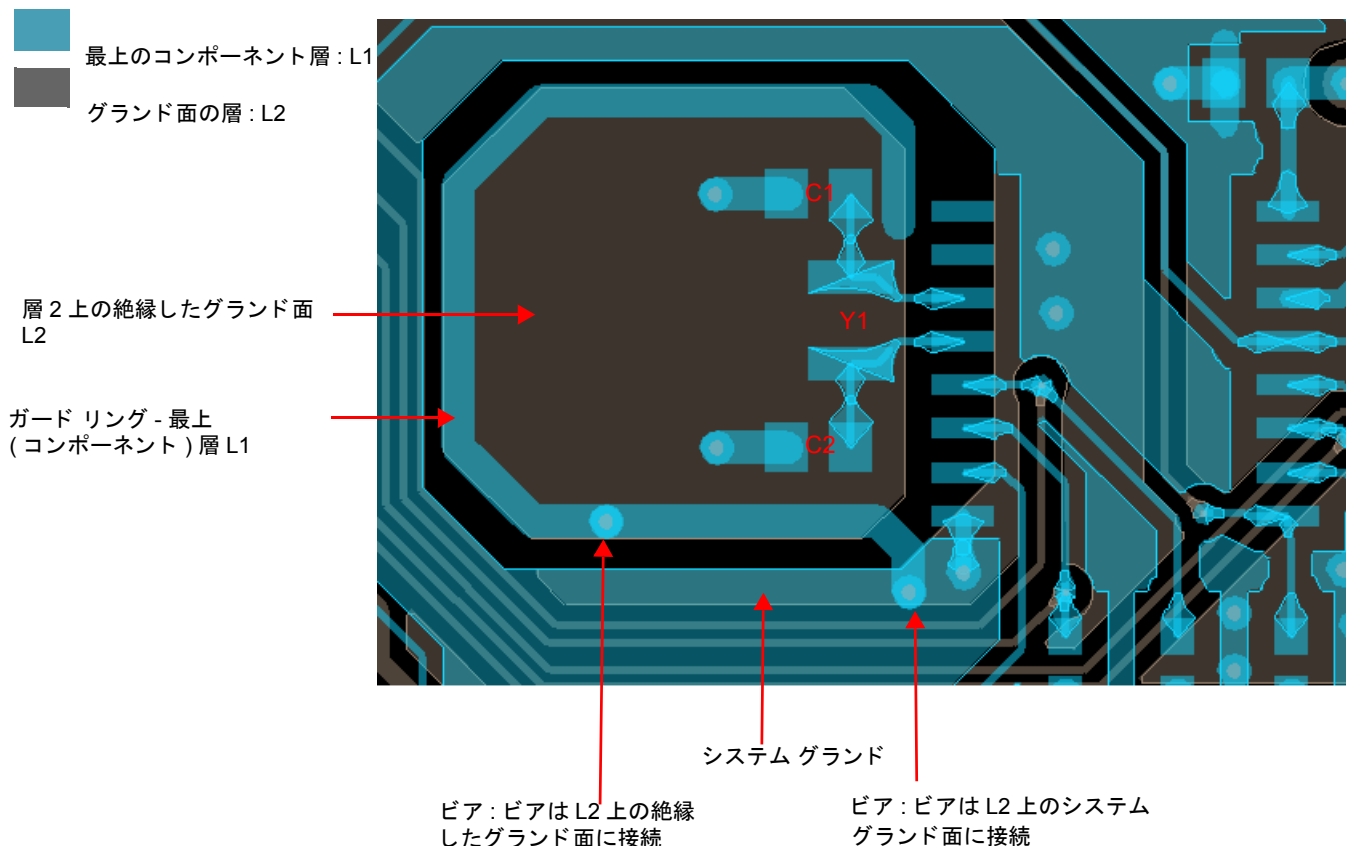 最上のコンポーネント層 : L1
グランド面の層 : L2
C1
層 2 上の絶縁したグランド面
L2
Y1
ガード リング - 最上
( コンポーネント ) 層 L1
C2
システム グランド
ビア : ビアは L2 上の絶縁
したグランド面に接続
ビア : ビアは L2 上のシステム
グランド面に接続